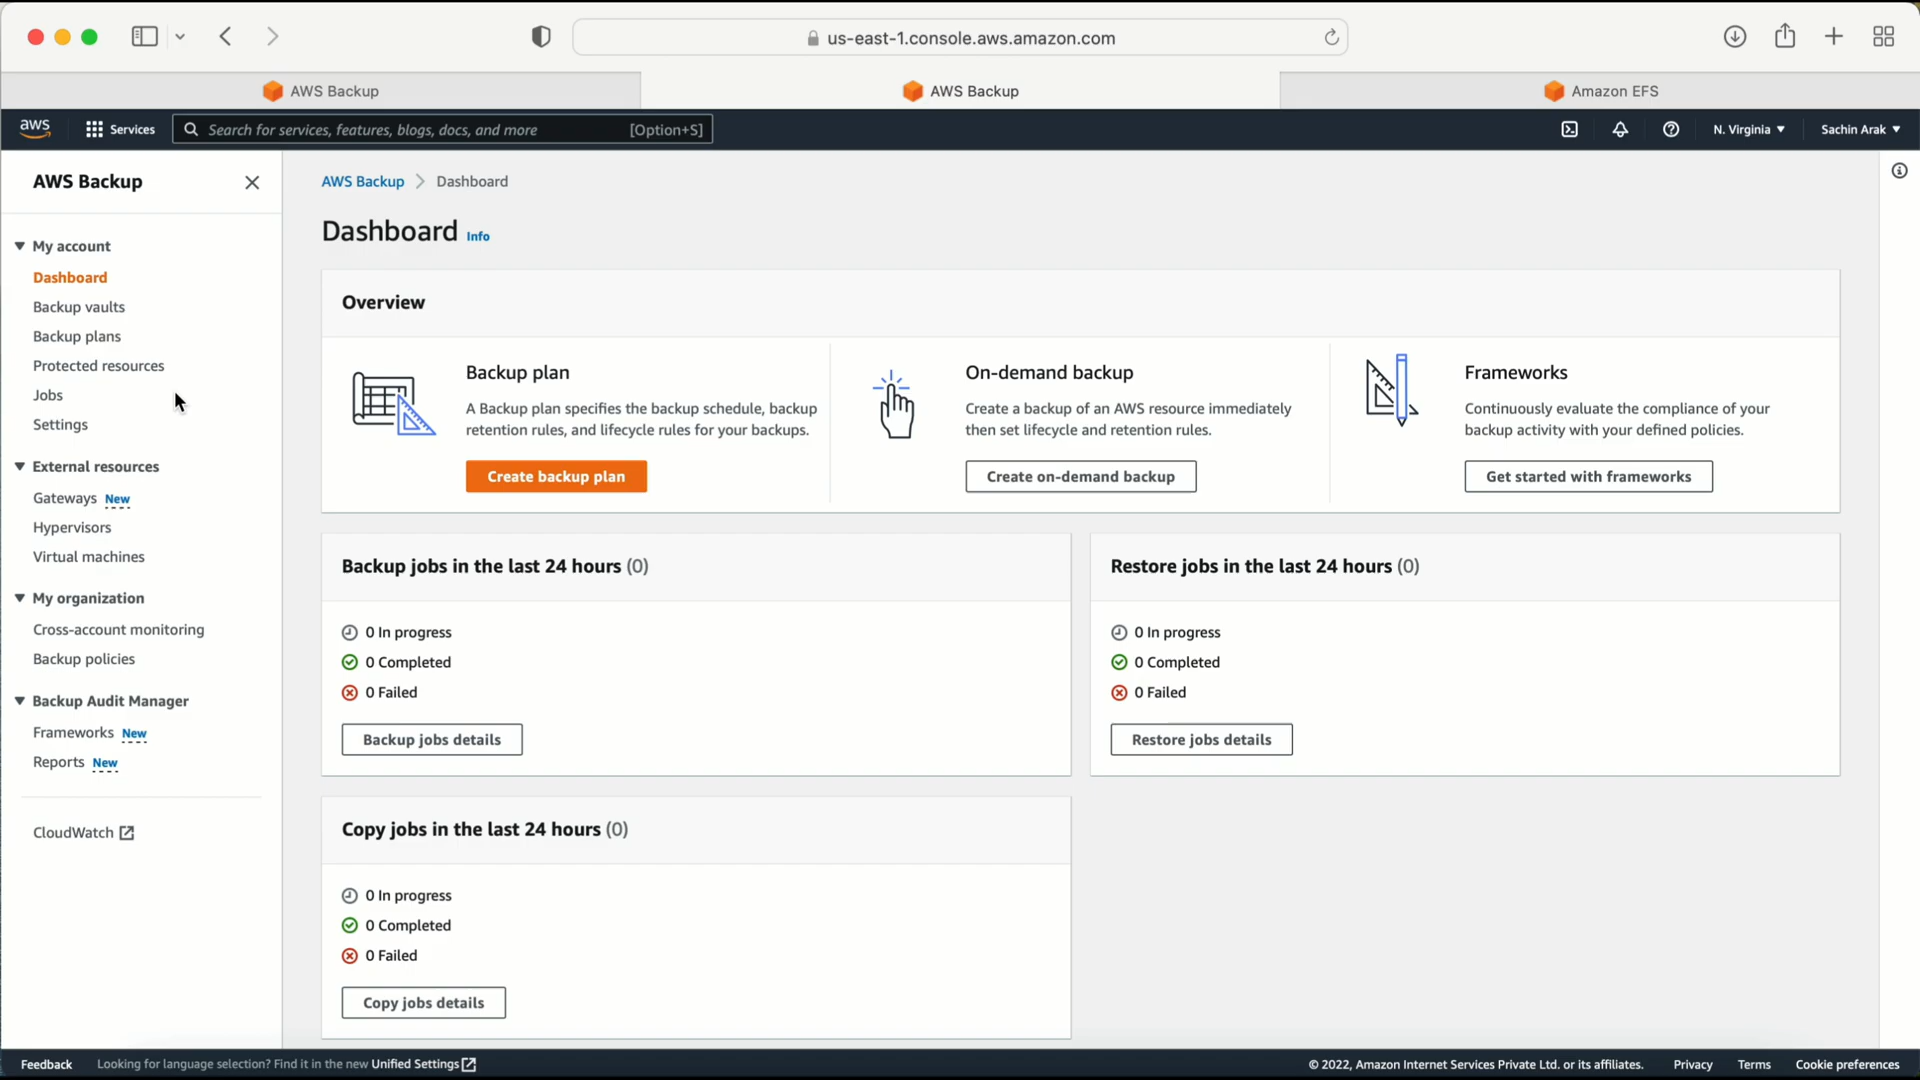 us-east-1.console.aws.amazon.com
AWS Backup
AWS Backup
Amazon EFS
aws
Services
Search for services, features, blogs, docs, and more
[Option+S]
N. Virginia
Sachin Arak
AWS Backup
My account
Dashboard
Backup vaults
Backup plans
Protected resources
Jobs
Settings
External resources
Gateways New
Hypervisors
Virtual machines
My organization
Cross-account monitoring
Backup policies
Backup Audit Manager
Frameworks New
Reports New
CloudWatch
AWS Backup > Dashboard
Dashboard Info
Overview
Backup plan
A Backup plan specifies the backup schedule, backup
retention rules, and lifecycle rules for your backups.
Create backup plan
On-demand backup
Create a backup of an AWS resource immediately
then set lifecycle and retention rules.
Create on-demand backup
Frameworks
Continuously evaluate the compliance of your
backup activity with your defined policies.
Get started with frameworks
Backup jobs in the last 24 hours (0)
0 In progress
0 Completed
0 Failed
Backup jobs details
Restore jobs in the last 24 hours (0)
0 In progress
0 Completed
0 Failed
Restore jobs details
Copy jobs in the last 24 hours (0)
0 In progress
0 Completed
0 Failed
Copy jobs details
Feedback
Looking for language selection? Find it in the new Unified Settings
© 2022, Amazon Internet Services Private Ltd. or its affiliates.
Privacy
Terms
Cookie preferences